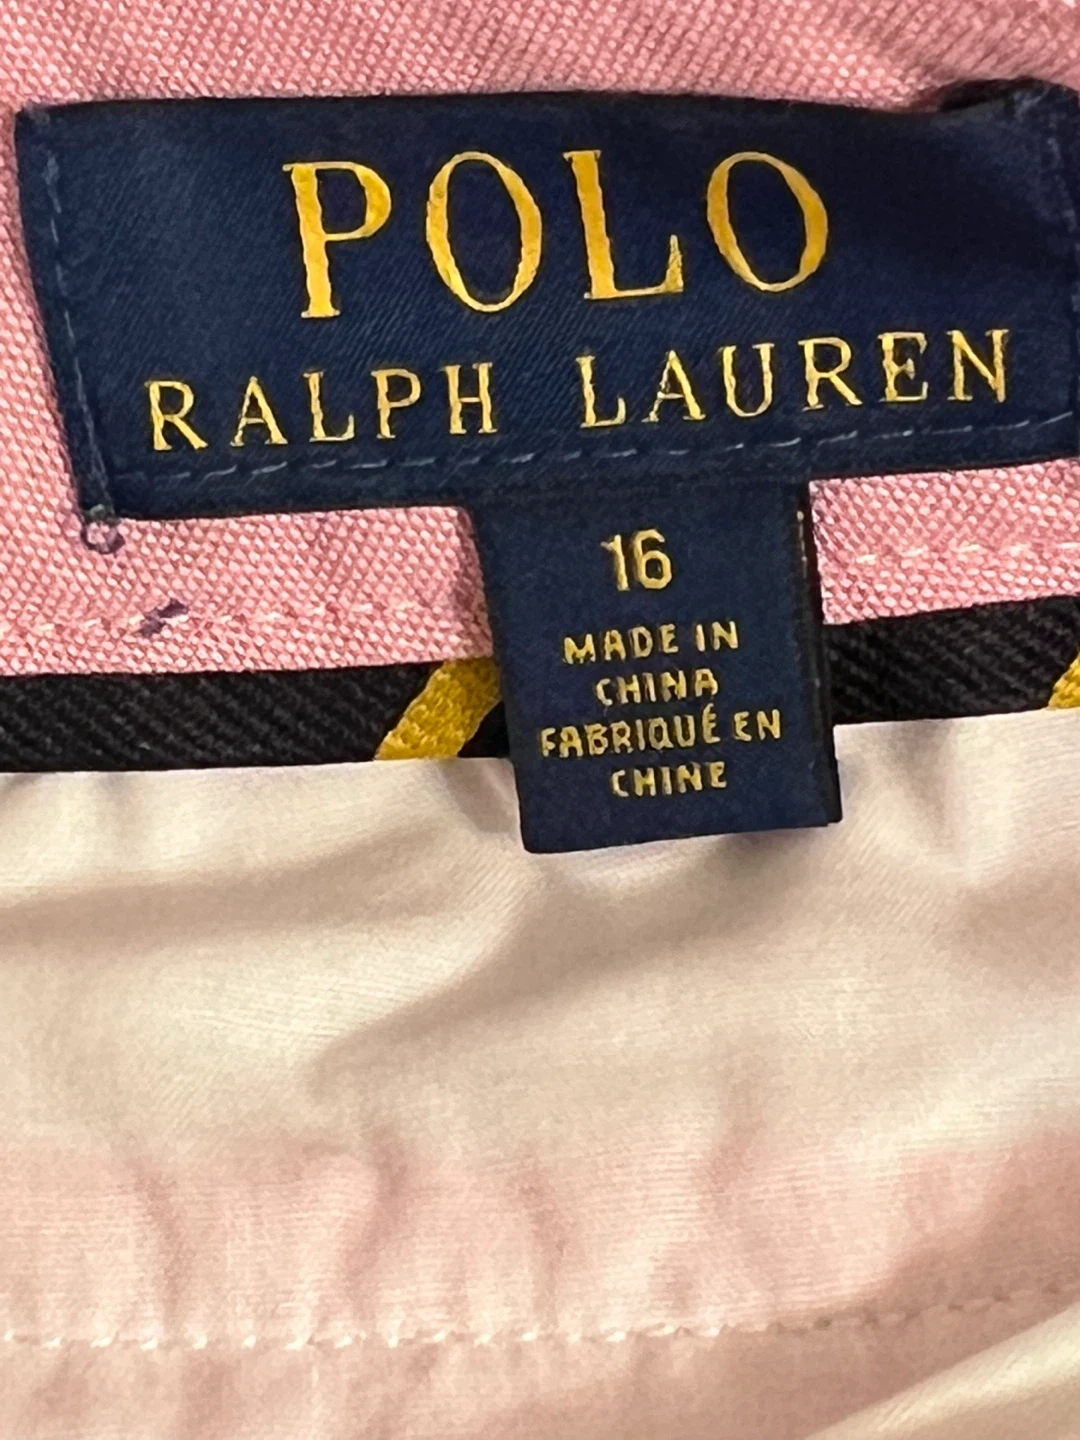 POLO
RALPH LAUREN
16
MADE IN
CHINA
FABRIQUÉ EN
CHINE